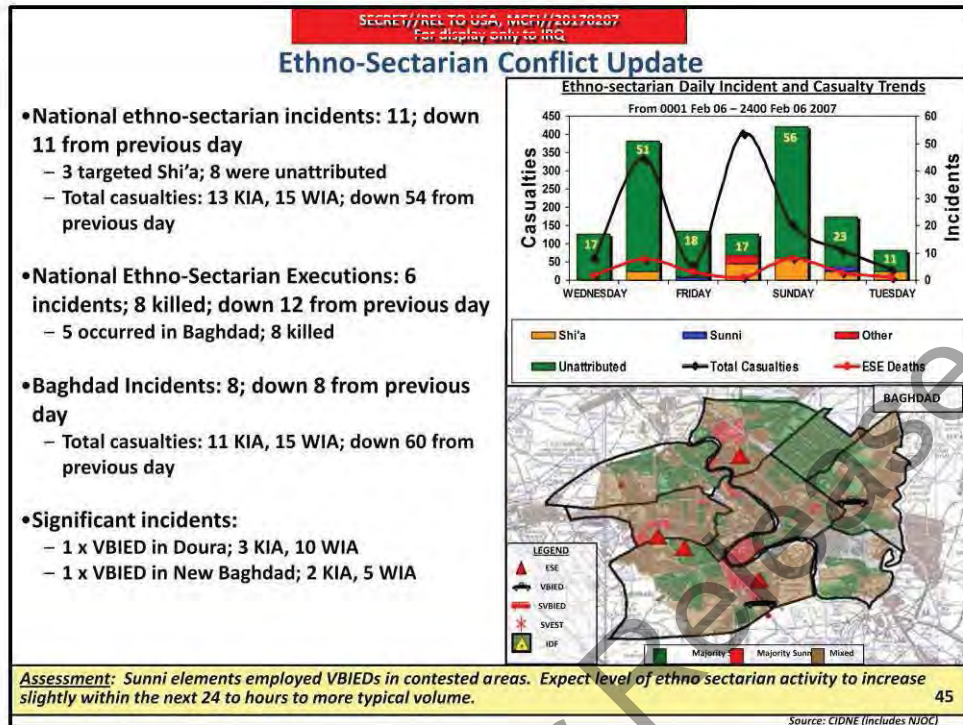 SECRET//REL TO USA, MCFI//20170207
For display only to IRQ
Ethno-Sectarian Conflict Update
•National ethno-sectarian incidents: 11; down
11 from previous day
– 3 targeted Shi'a; 8 were unattributed
– Total casualties: 13 KIA, 15 WIA; down 54 from
previous day
•National Ethno-Sectarian Executions: 6
incidents; 8 killed; down 12 from previous day
– 5 occurred in Baghdad; 8 killed
•Baghdad Incidents: 8; down 8 from previous
day
– Total casualties: 11 KIA, 15 WIA; down 60 from
previous day
•Significant incidents:
– 1 x VBIED in Doura; 3 KIA, 10 WIA
– 1 x VBIED in New Baghdad; 2 KIA, 5 WIA
Ethno-sectarian Daily Incident and Casualty Trends
From 0001 Feb 06 – 2400 Feb 06 2007
Casualties
450
400
350
300
250
200
150
100
50
0
17
51
18
17
56
23
11
60
50
40
30
20
10
0
Incidents
WEDNESDAY FRIDAY SUNDAY TUESDAY
Shi'a Sunni Other
Unattributed Total Casualties ESE Deaths
BAGHDAD
LEGEND
ESE
VBIED
SVBIED
SVEST
IDF
Majority S Majority Sunn Mixed
Release
Assessment: Sunni elements employed VBIEDs in contested areas. Expect level of ethno sectarian activity to increase
slightly within the next 24 to hours to more typical volume.
45
Source: CIDNE (includes NJOC)